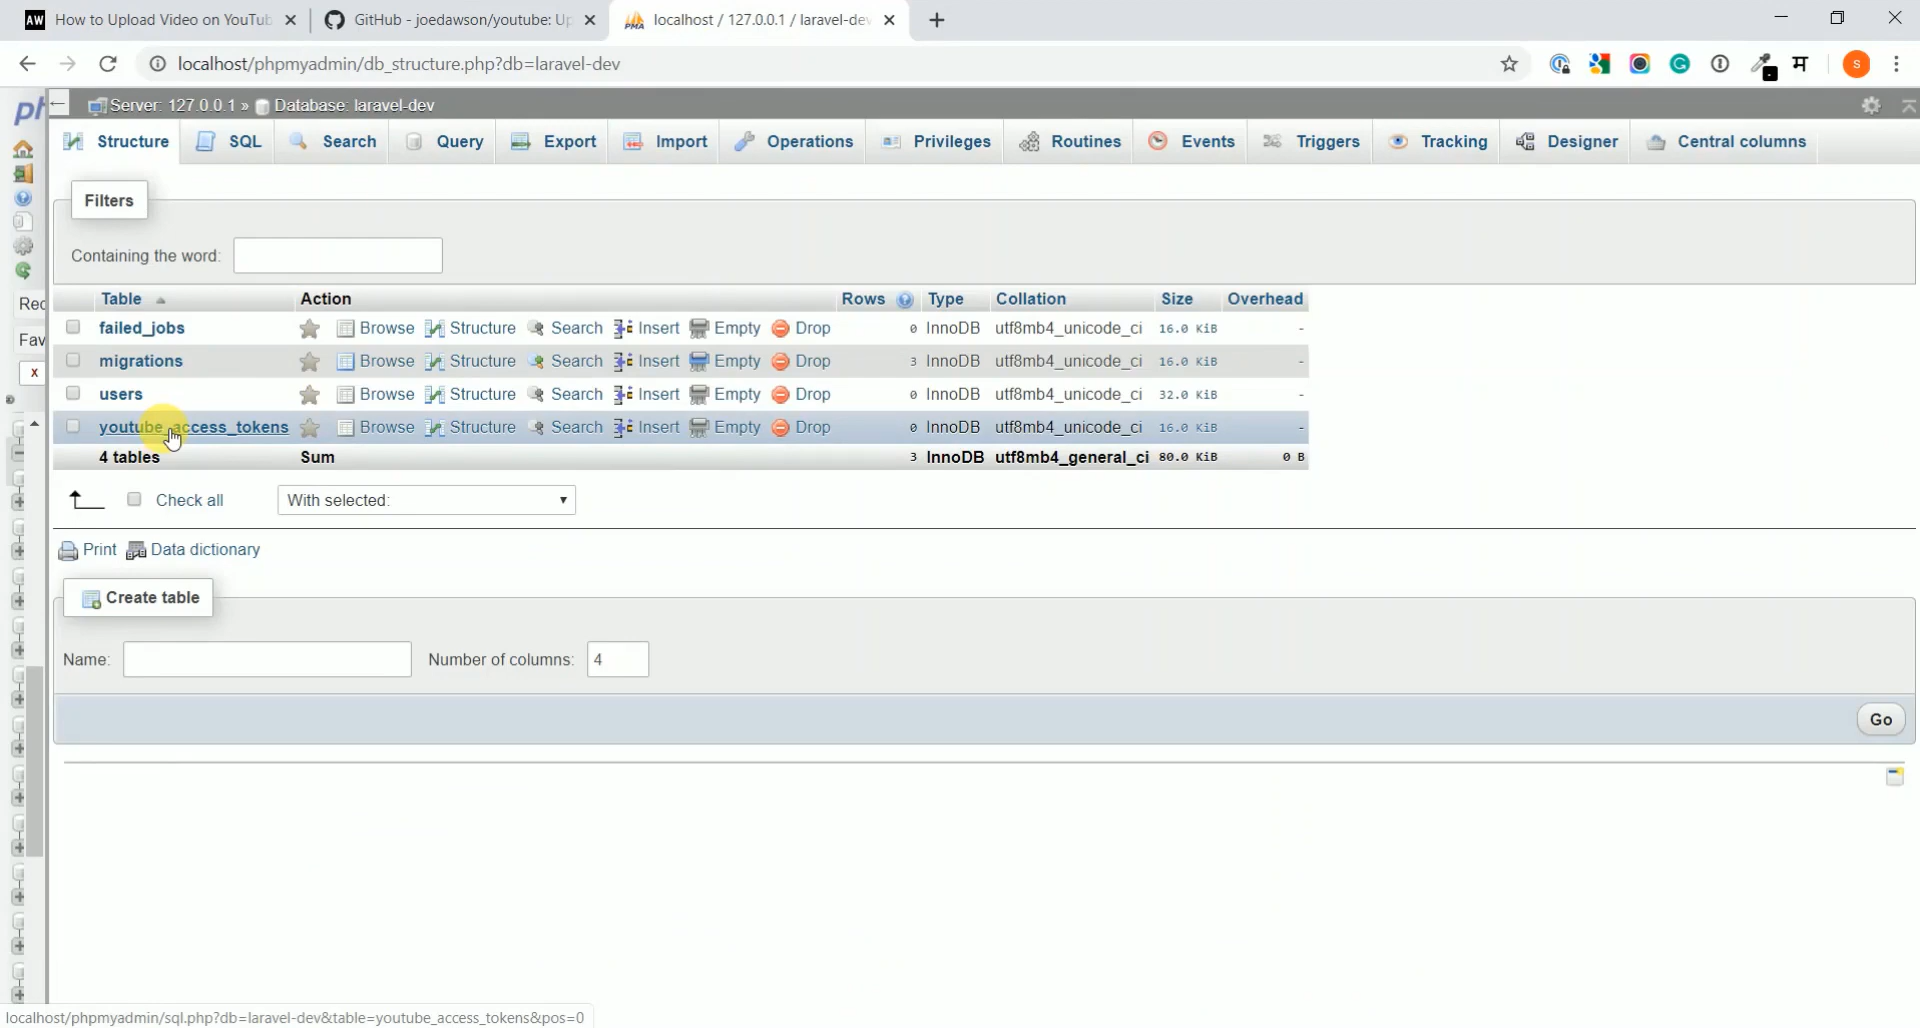 AW How to Upload Video on YouTub
GitHub - joedawson/youtube: Up
PMA localhost / 127.0.0.1 / laravel-dev
localhost/phpmyadmin/db_structure.php?db=laravel-dev
म
S
ph
Server: 127.0.0.1 » Database: laravel-dev
Structure SQL Search Query Export Import Operations Privileges Routines Events Triggers Tracking Designer Central columns
Filters
Containing the word:
Rec
Fav
x
Table Action Rows Type Collation Size Overhead
failed_jobs Browse Structure Search Insert Empty Drop 0 InnoDB utf8mb4_unicode_ci 16.0 KiB -
migrations Browse Structure Search Insert Empty Drop 3 InnoDB utf8mb4_unicode_ci 16.0 KiB -
users Browse Structure Search Insert Empty Drop 0 InnoDB utf8mb4_unicode_ci 32.0 KiB -
youtube_access_tokens Browse Structure Search Insert Empty Drop 0 InnoDB utf8mb4_unicode_ci 16.0 KiB -
4 tables Sum 3 InnoDB utf8mb4_general_ci 80.0 KiB 0 B
Check all With selected:
Print Data dictionary
Create table
Name: Number of columns: 4
Go
localhost/phpmyadmin/sql.php?db=laravel-dev&table=youtube_access_tokens&pos=0